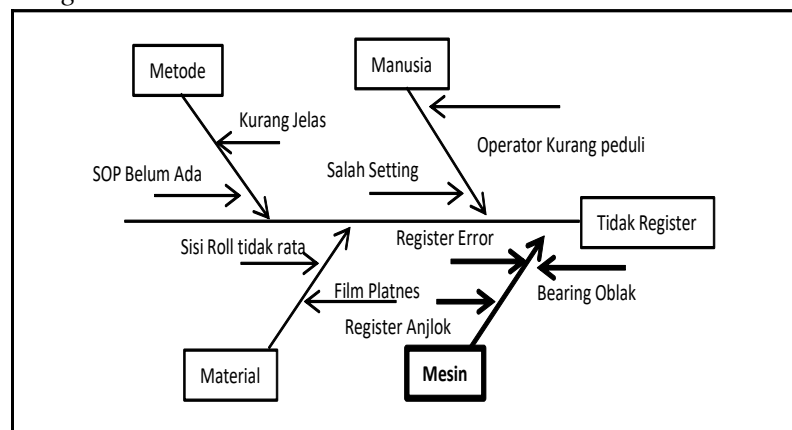 Metode
Manusia
Kurang Jelas
Operator Kurang peduli
SOP Belum Ada
Salah Setting
Tidak Register
Sisi Roll tidak rata
Register Error
Film Platnes
Bearing Oblak
Register Anjlok
Material
Mesin